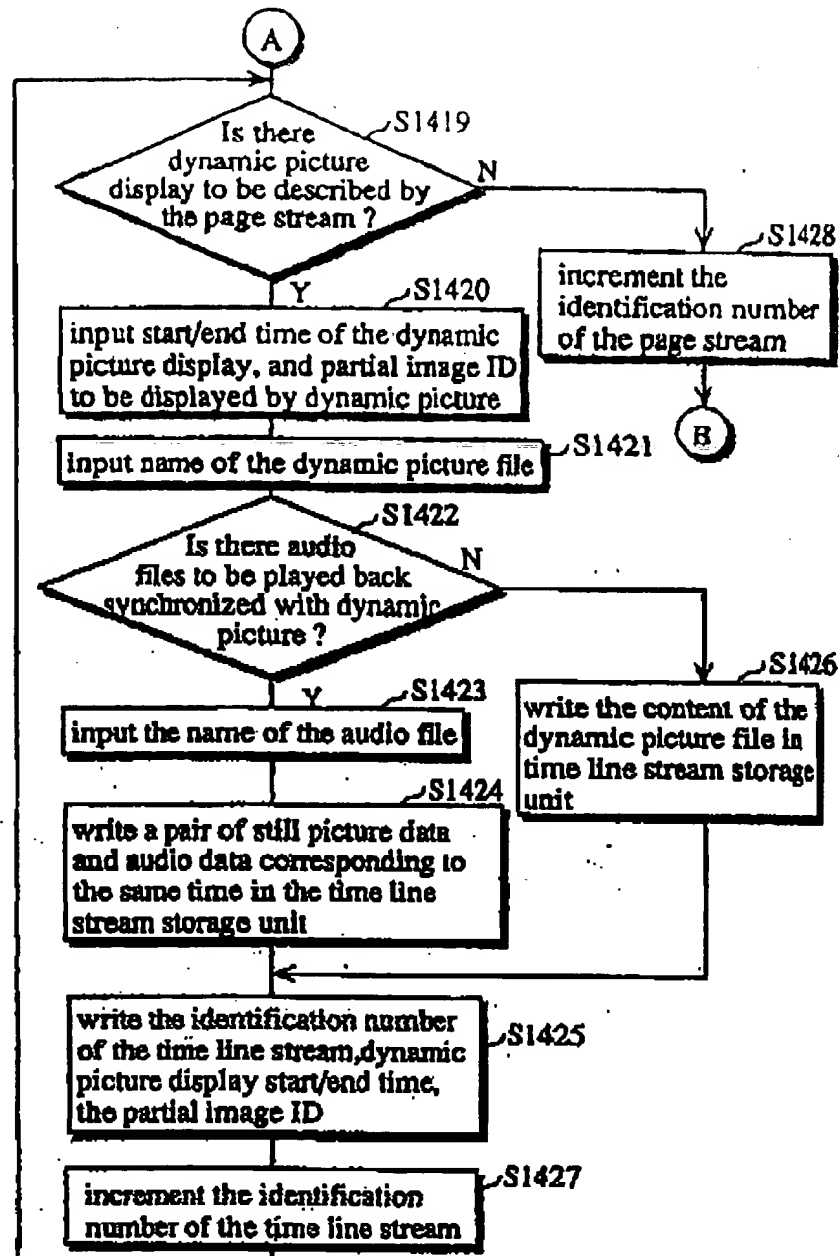 A
S1419
Is there
dynamic picture
display to be described by
the page stream ?
N
S1428
increment the
identification number
of the page stream
B
Y
S1420
input start/end time of the dynamic
picture display, and partial image ID
to be displayed by dynamic picture
S1421
input name of the dynamic picture file
S1422
Is there audio
files to be played back
synchronized with dynamic
picture ?
N
S1426
write the content of the
dynamic picture file in
time line stream storage
unit
Y
S1423
input the name of the audio file
S1424
write a pair of still picture data
and audio data corresponding to
the same time in the time line
stream storage unit
S1425
write the identification number
of the time line stream,dynamic
picture display start/end time,
the partial image ID
S1427
increment the identification
number of the time line stream